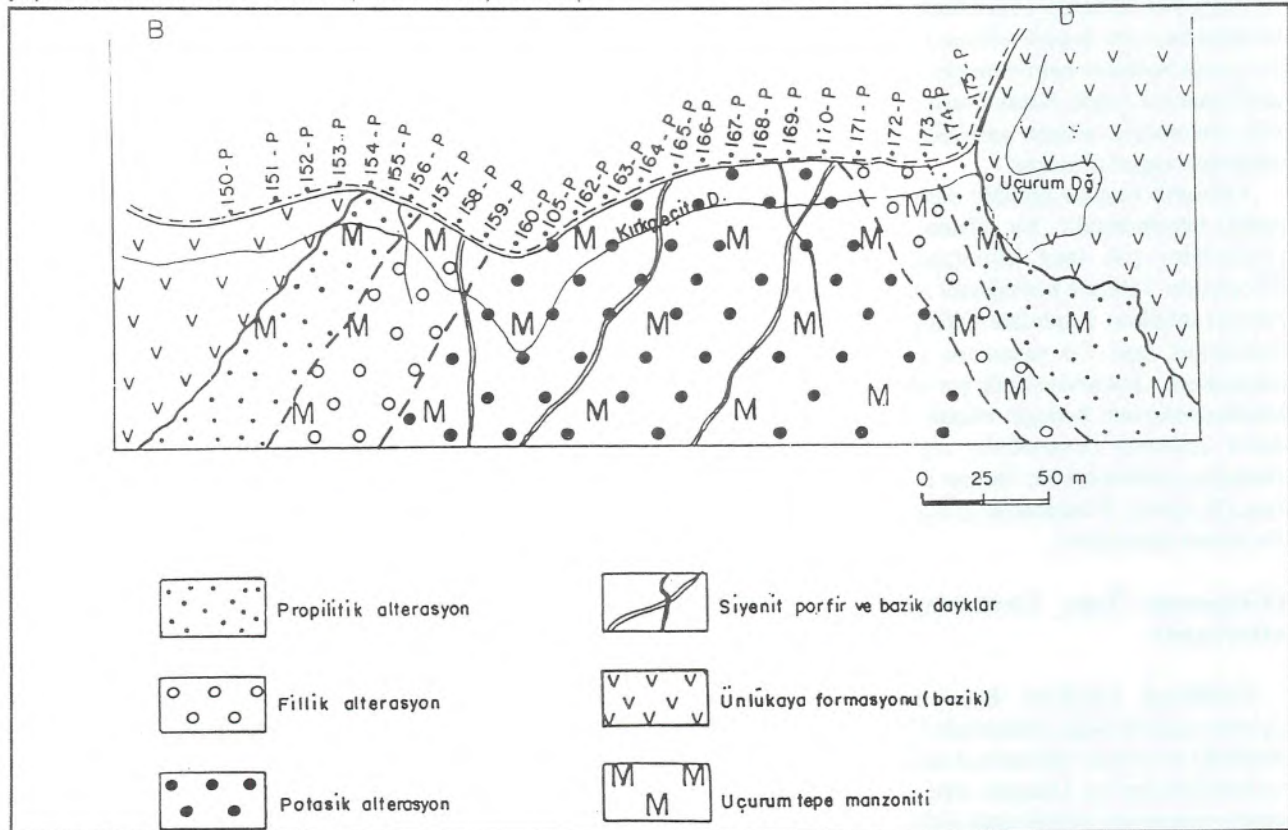 B D
150-P
151-P
152-P
153-P
154-P
155-P
156-P
157-P
158-P
159-P
160-P
105-P
162-P
163-P
164-P
165-P
166-P
167-P
168-P
169-P
170-P
171-P
172-P
173-P
174-P
175-P
Uçurum Dğ
Kırkgeçit D.
0 25 50 m
Propilitik alterasyon
Fillik alterasyon
Potasik alterasyon
Siyenit porfir ve bazik dayklar
Ünlükaya formasyonu (bazik)
Uçurum tepe manzoniti